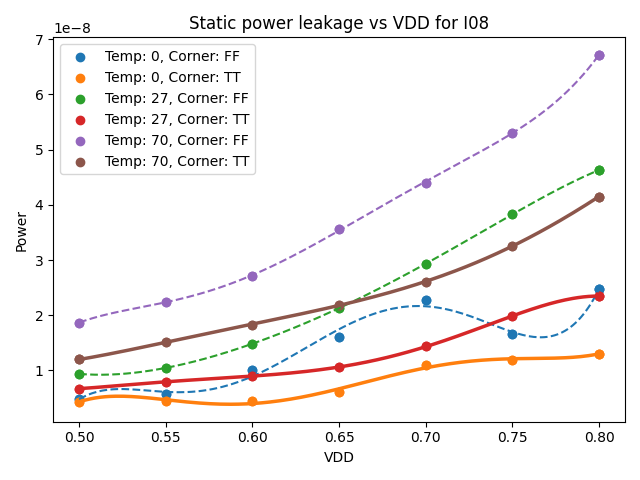 Static power leakage vs VDD for I08
1e−8
Temp: 0, Corner: FF
Temp: 0, Corner: TT
Temp: 27, Corner: FF
Temp: 27, Corner: TT
Temp: 70, Corner: FF
Temp: 70, Corner: TT
7
6
5
4
3
2
1
Power
0.50 0.55 0.60 0.65 0.70 0.75 0.80
VDD